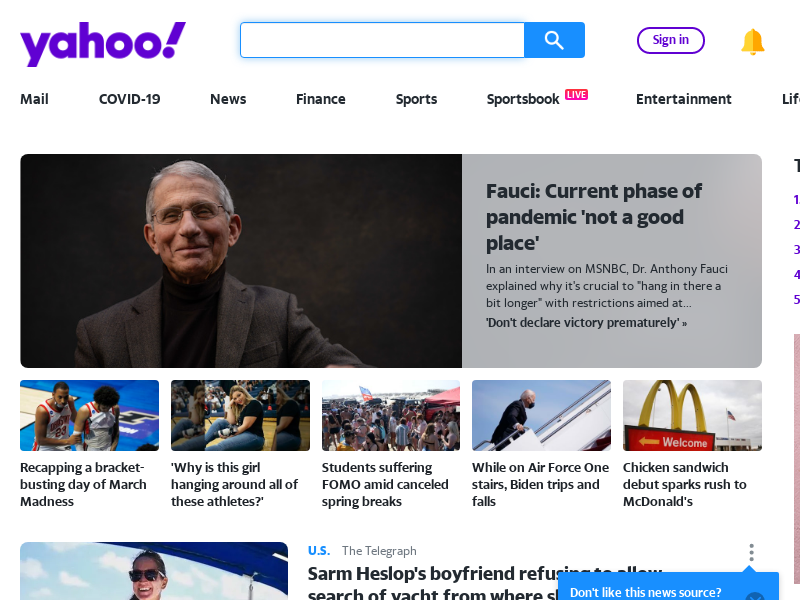 yahoo!
Sign in
Mail
COVID-19
News
Finance
Sports
Sportsbook LIVE
Entertainment
Fauci: Current phase of
pandemic 'not a good
place'
In an interview on MSNBC, Dr. Anthony Fauci
explained why it's crucial to "hang in there a
bit longer" with restrictions aimed at...
'Don't declare victory prematurely' »
1
2
3
4
5
Welcome
Recapping a bracket-
busting day of March
Madness
'Why is this girl
hanging around all of
these athletes?'
Students suffering
FOMO amid canceled
spring breaks
While on Air Force One
stairs, Biden trips and
falls
Chicken sandwich
debut sparks rush to
McDonald's
U.S. The Telegraph
Sarm Heslop's boyfriend refusing to allow
search of yacht from where
Don't like this news source?